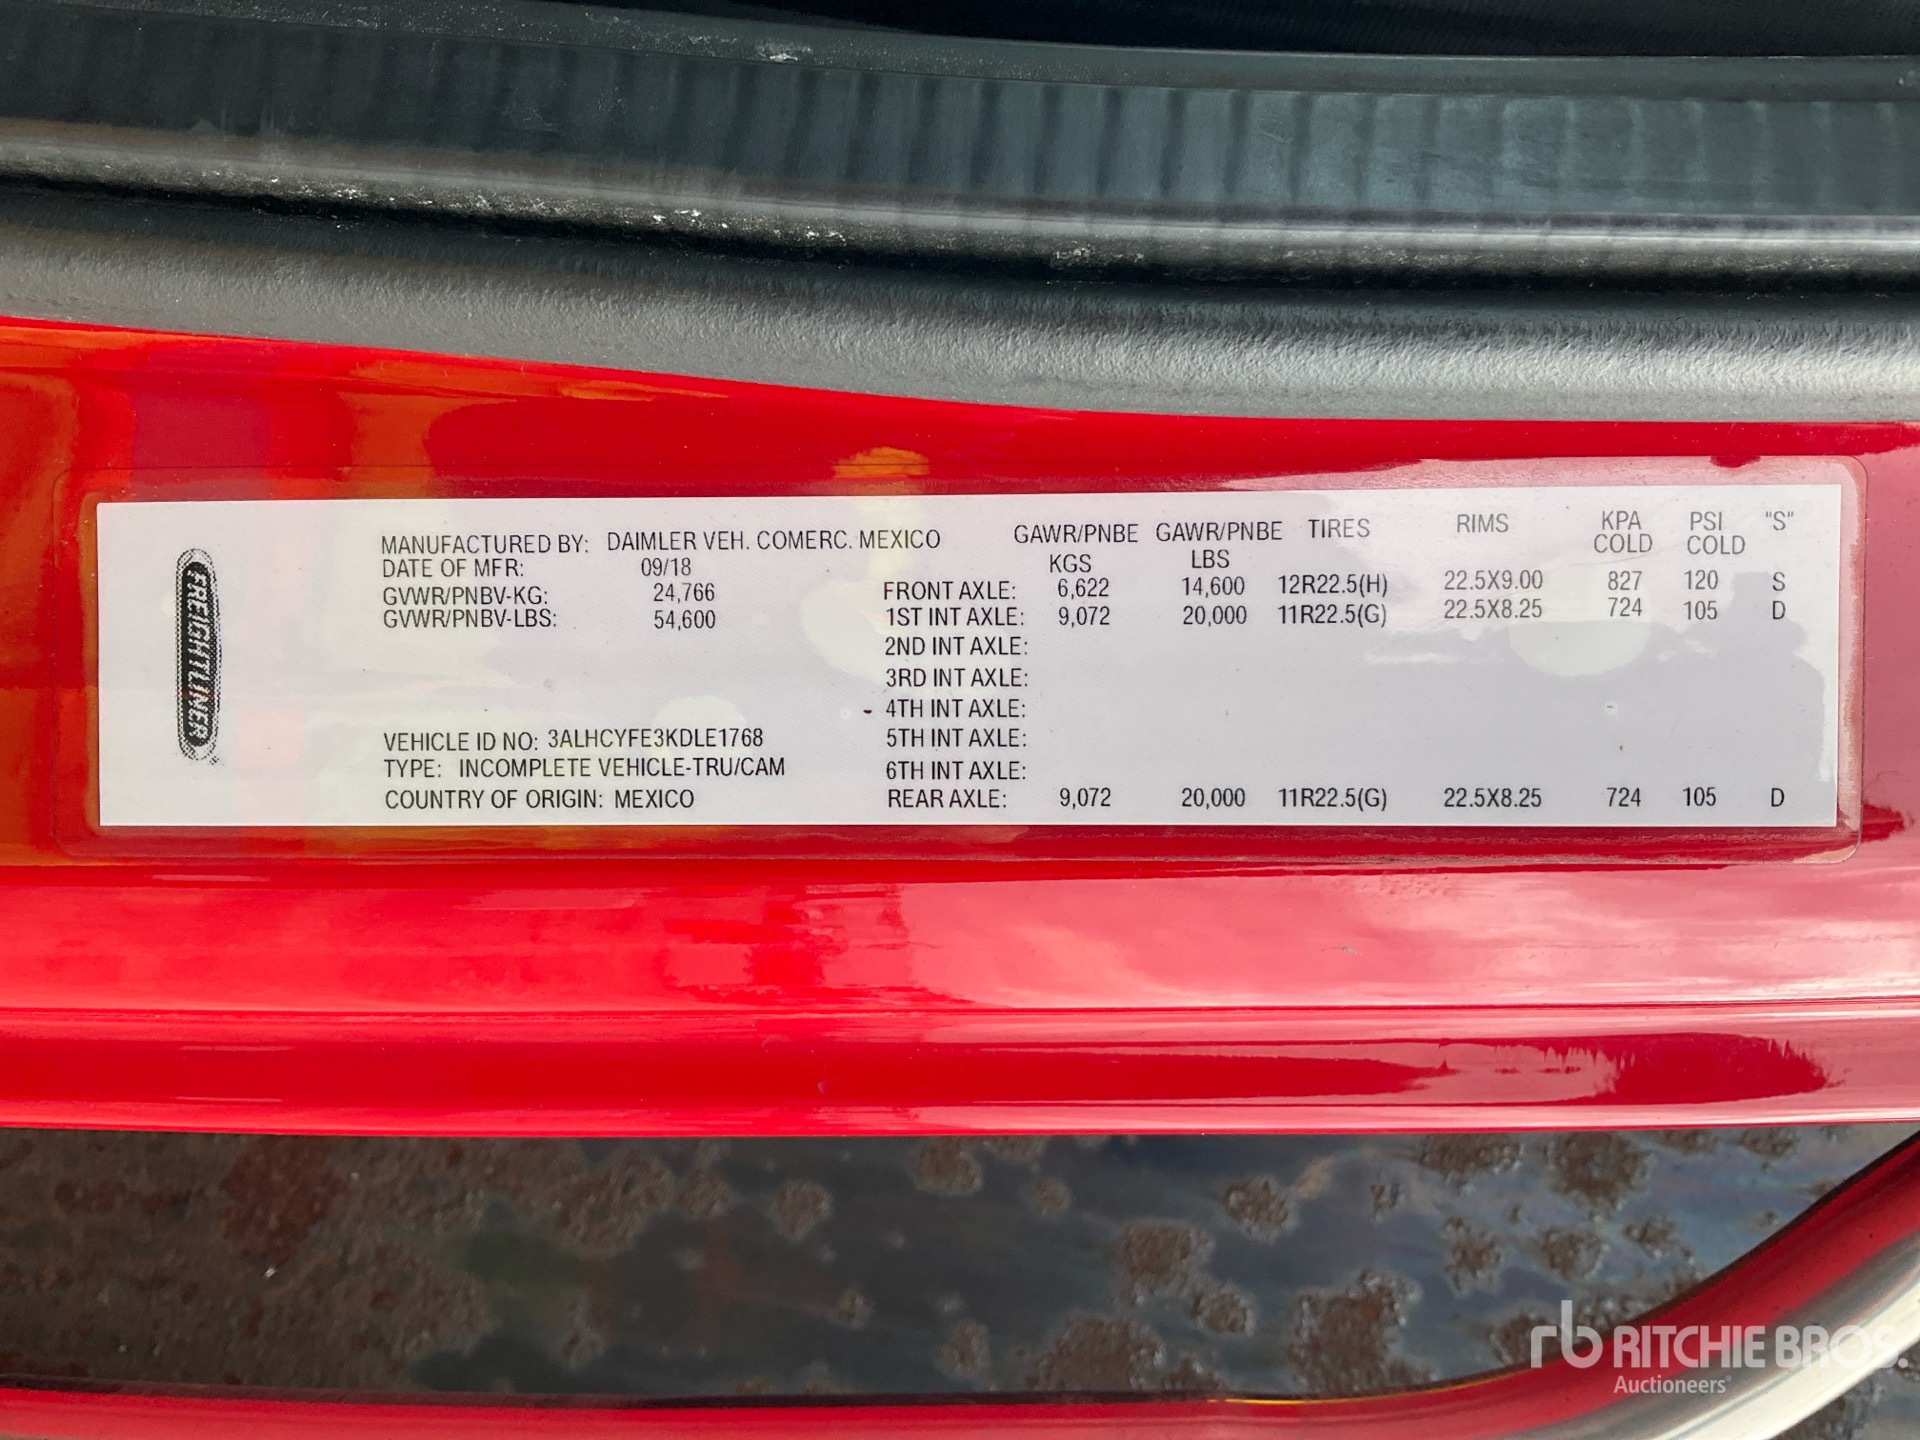 FREIGHTLINER
MANUFACTURED BY: DAIMLER VEH. COMERC. MEXICO
DATE OF MFR: 09/18
GVWR/PNBV-KG: 24,766
GVWR/PNBV-LBS: 54,600
VEHICLE ID NO: 3ALHCYFE3KDLE1768
TYPE: INCOMPLETE VEHICLE-TRU/CAM
COUNTRY OF ORIGIN: MEXICO
GAWR/PNBE GAWR/PNBE TIRES RIMS KPA PSI "S"
KGS LBS COLD COLD
FRONT AXLE: 6,622 14,600 12R22.5(H) 22.5X9.00 827 120 S
1ST INT AXLE: 9,072 20,000 11R22.5(G) 22.5X8.25 724 105 D
2ND INT AXLE:
3RD INT AXLE:
4TH INT AXLE:
5TH INT AXLE:
6TH INT AXLE:
REAR AXLE: 9,072 20,000 11R22.5(G) 22.5X8.25 724 105 D
rb RITCHIE BROS.
Auctioneers